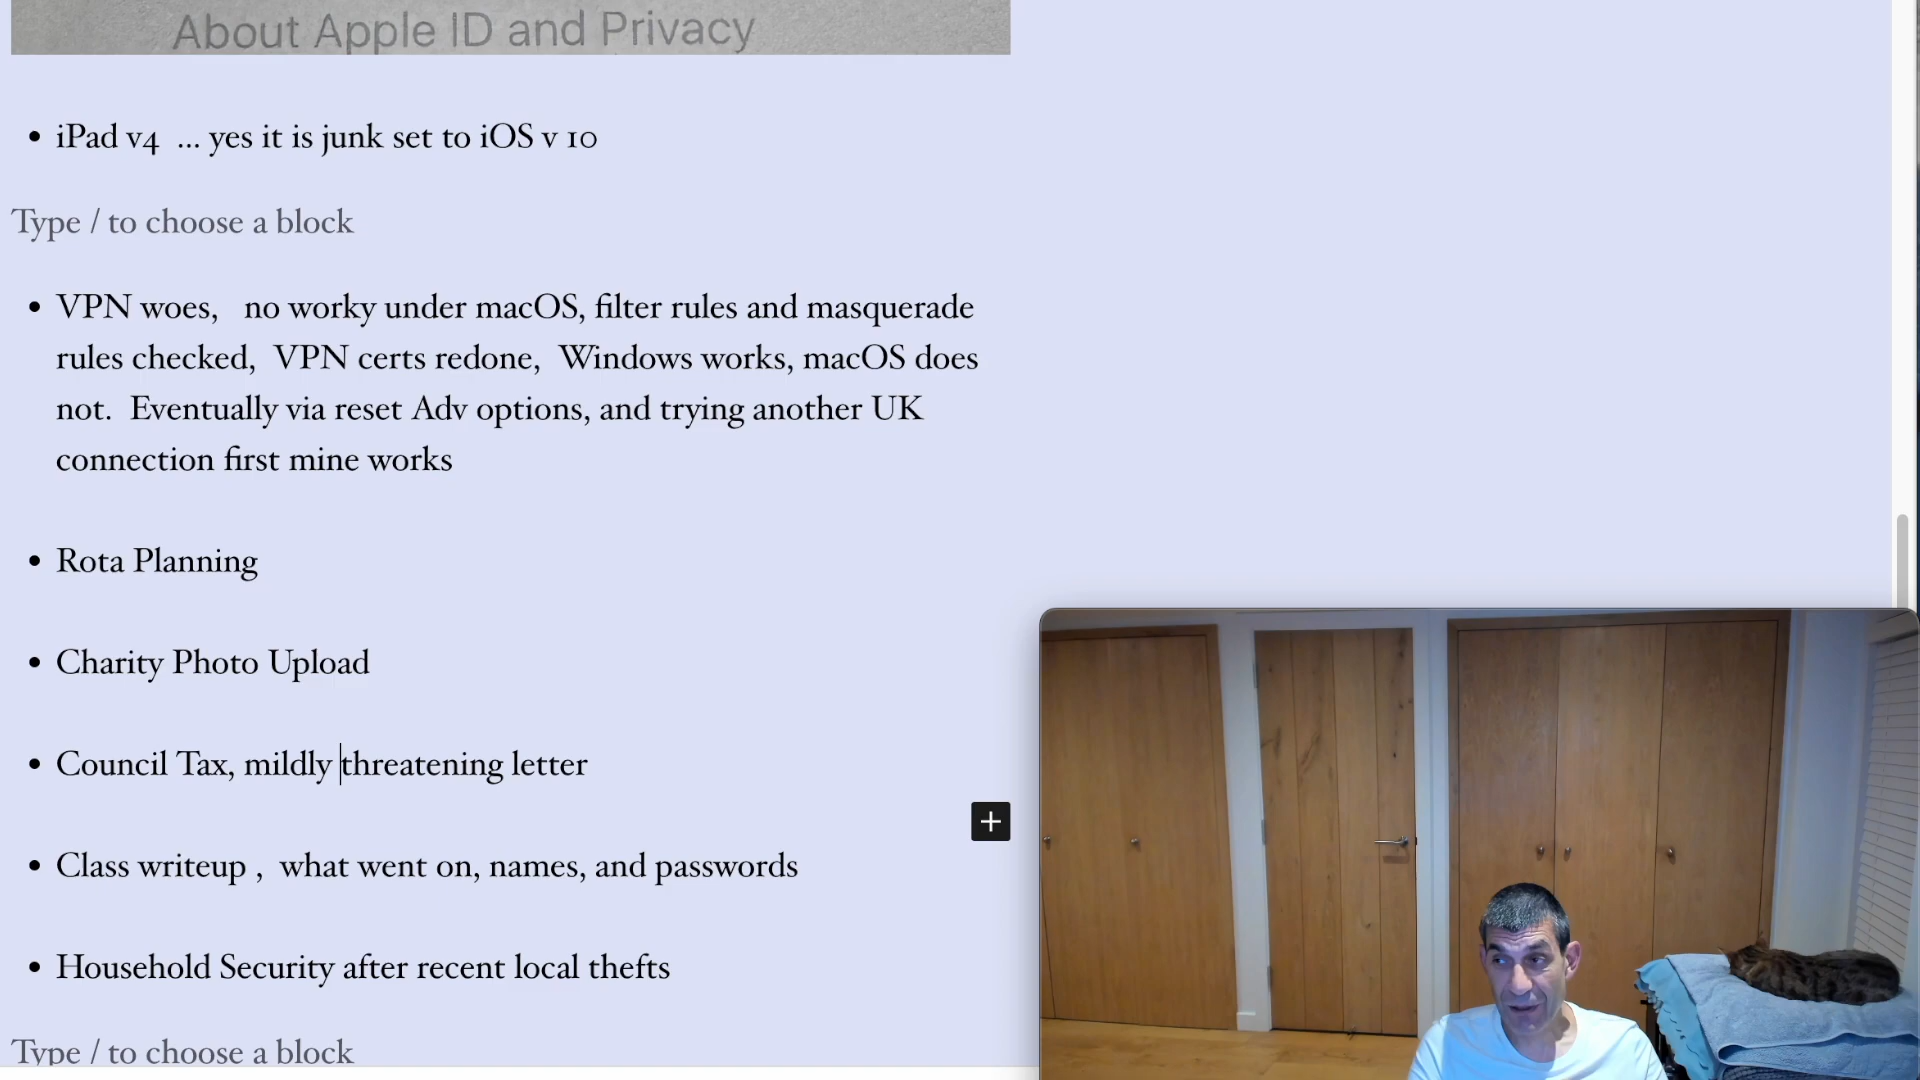 About Apple ID and Privacy
• iPad v4  ... yes it is junk set to iOS v 10
Type / to choose a block
• VPN woes,   no worky under macOS, filter rules and masquerade
rules checked,  VPN certs redone,  Windows works, macOS does
not.  Eventually via reset Adv options, and trying another UK
connection first mine works
• Rota Planning
• Charity Photo Upload
• Council Tax, mildly threatening letter
• Class writeup ,  what went on, names, and passwords
• Household Security after recent local thefts
Type / to choose a block